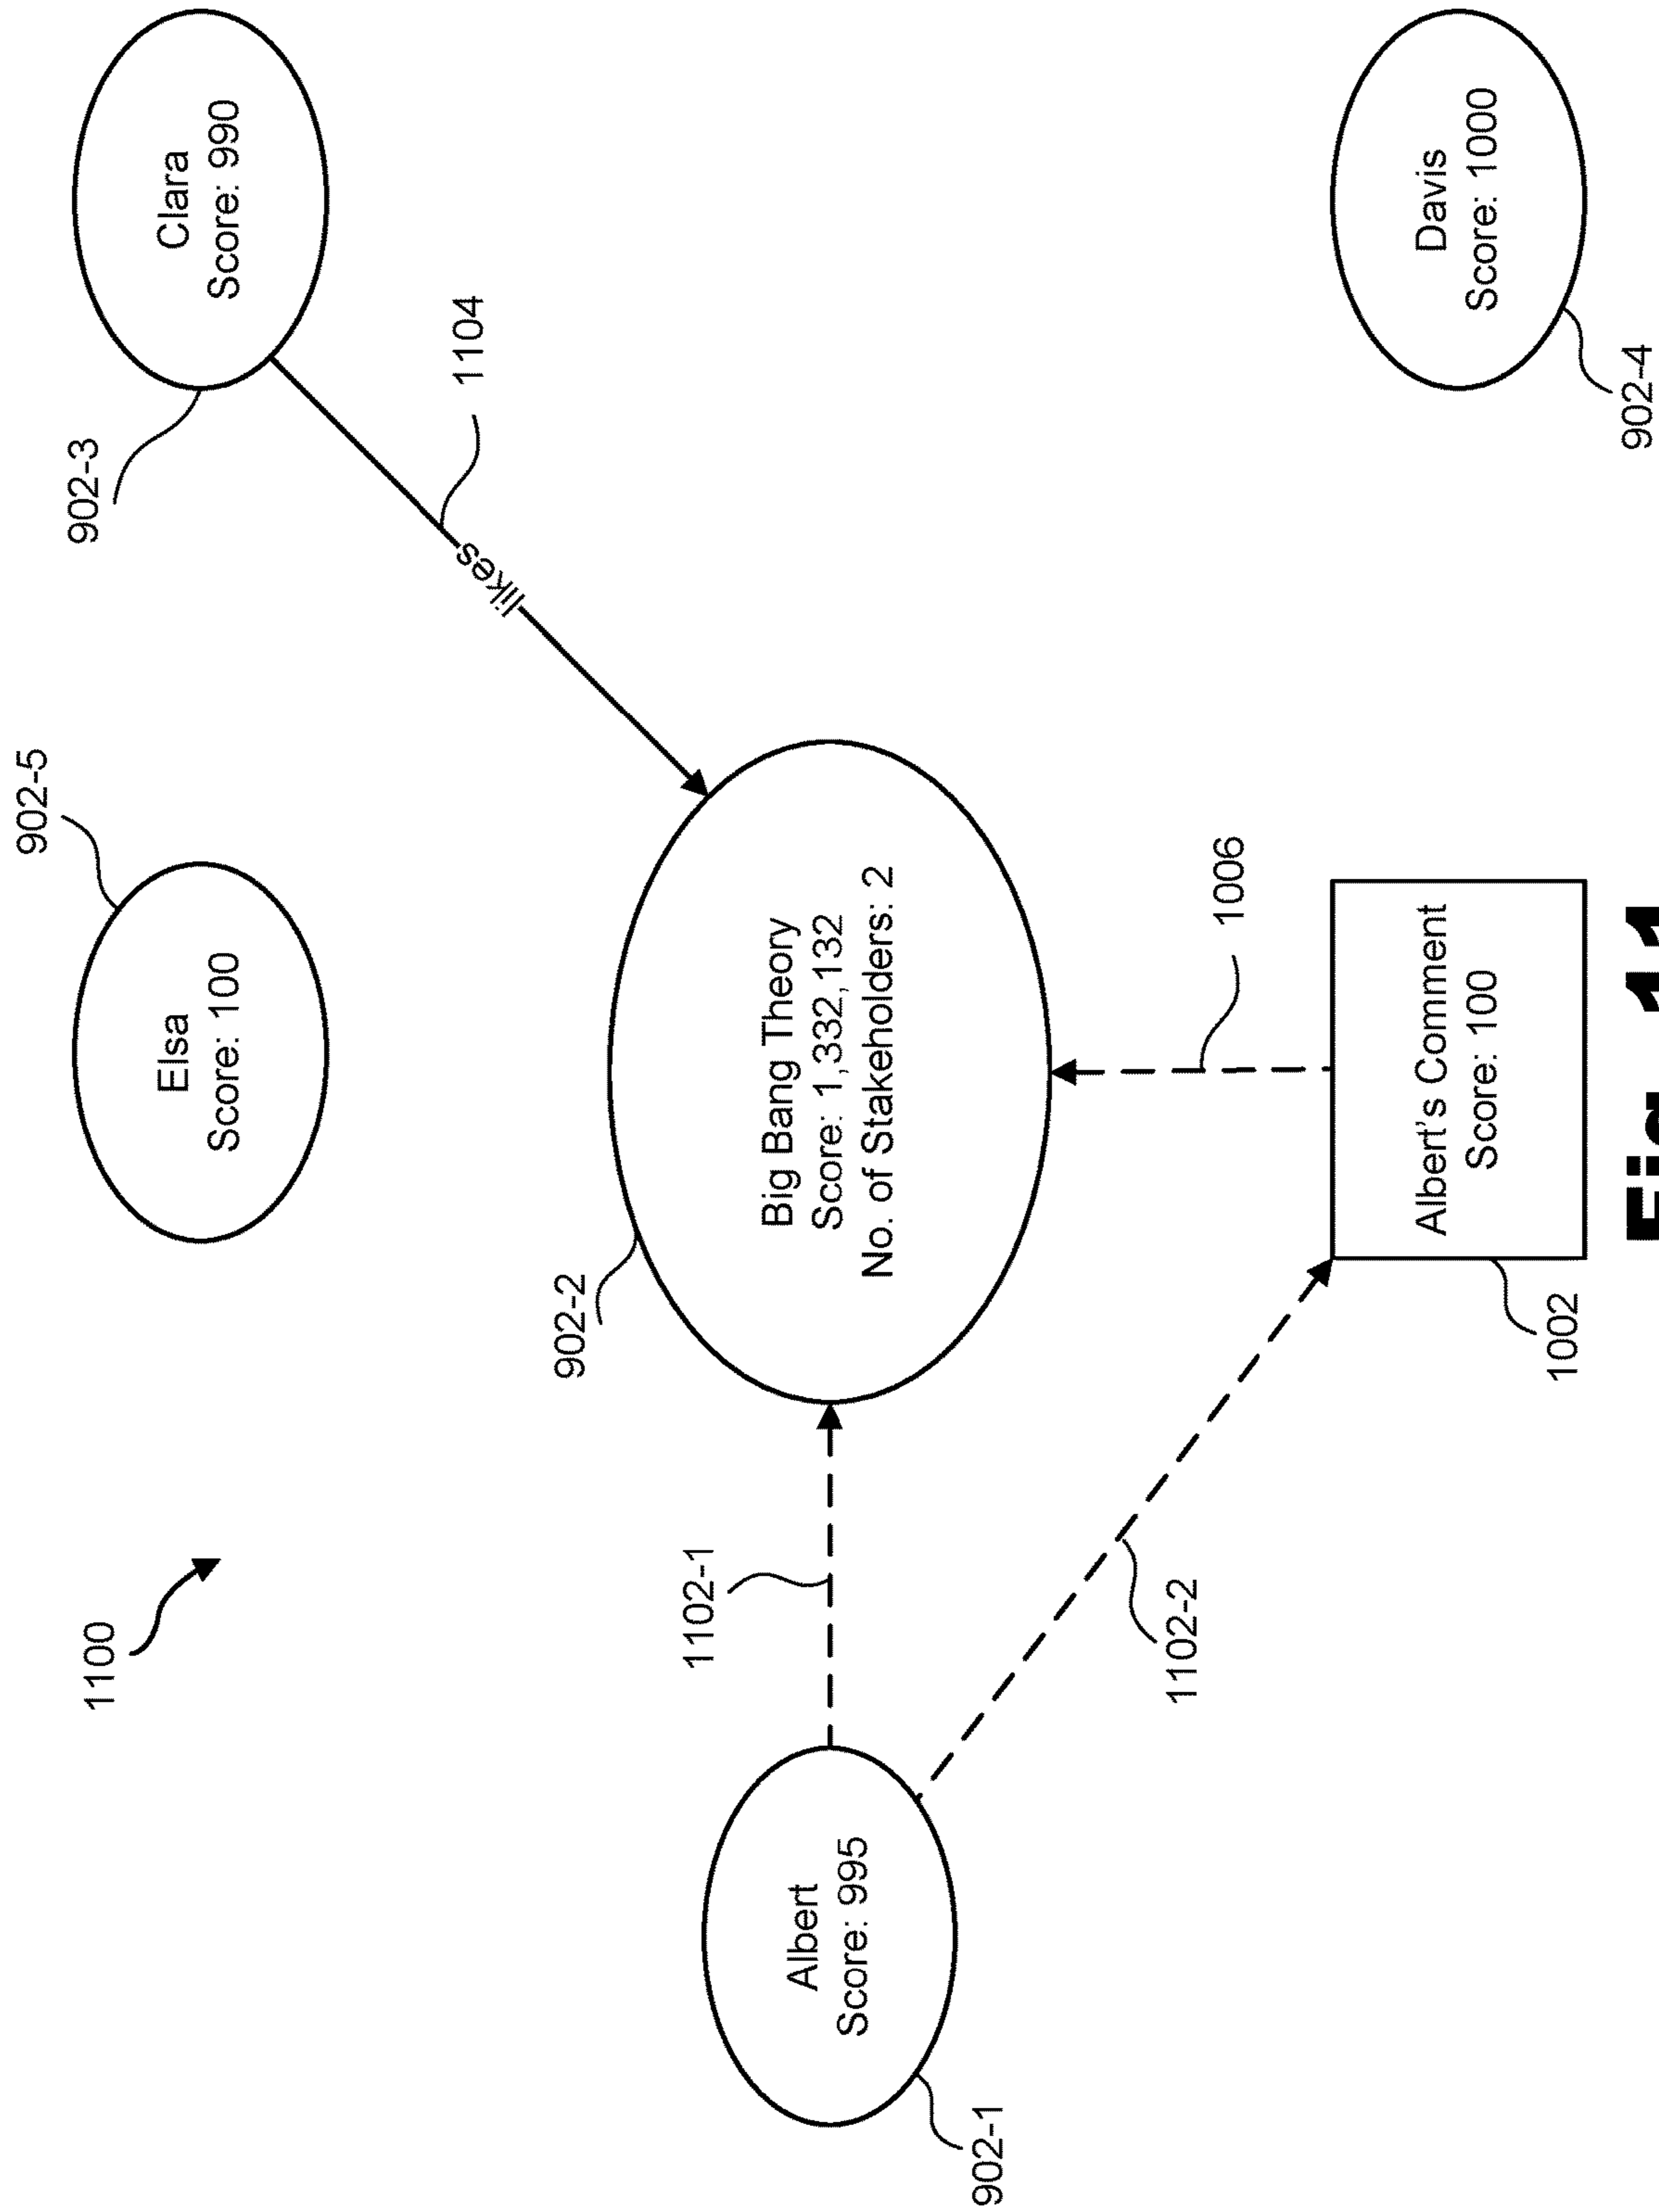 1100
902-5
Elsa
Score: 100
902-3
Clara
Score: 990
likes
1104
902-2
Big Bang Theory
Score: 1,332,132
No. of Stakeholders: 2
1102-1
Albert
Score: 995
902-1
1102-2
1006
Albert's Comment
Score: 100
1002
Davis
Score: 1000
902-4
Fig. 11